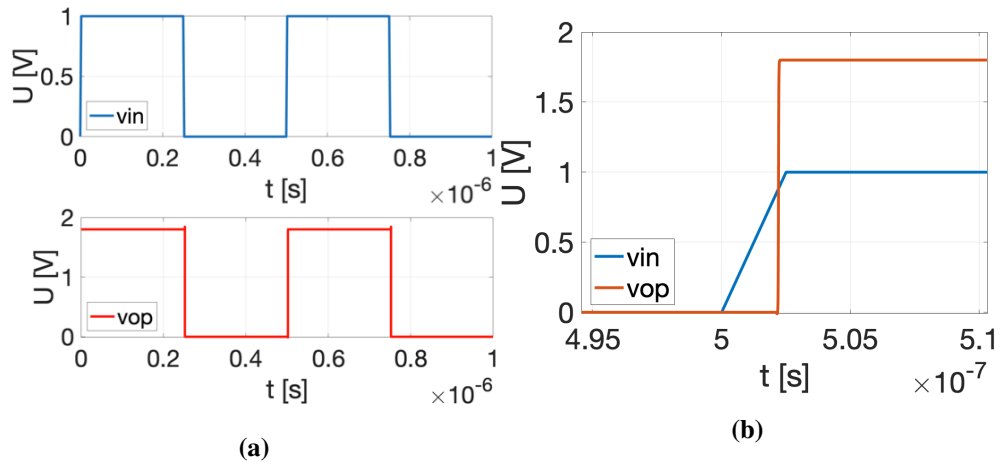 1
0.5
0
U [V]
vin
0 0.2 0.4 0.6 0.8 1
t [s]
×10⁻⁶
2
1
0
U [V]
vop
0 0.2 0.4 0.6 0.8 1
t [s]
×10⁻⁶
(a)
2
1.5
1
0.5
0
U [V]
vin
vop
4.95 5 5.05 5.1
t [s]
×10⁻⁷
(b)